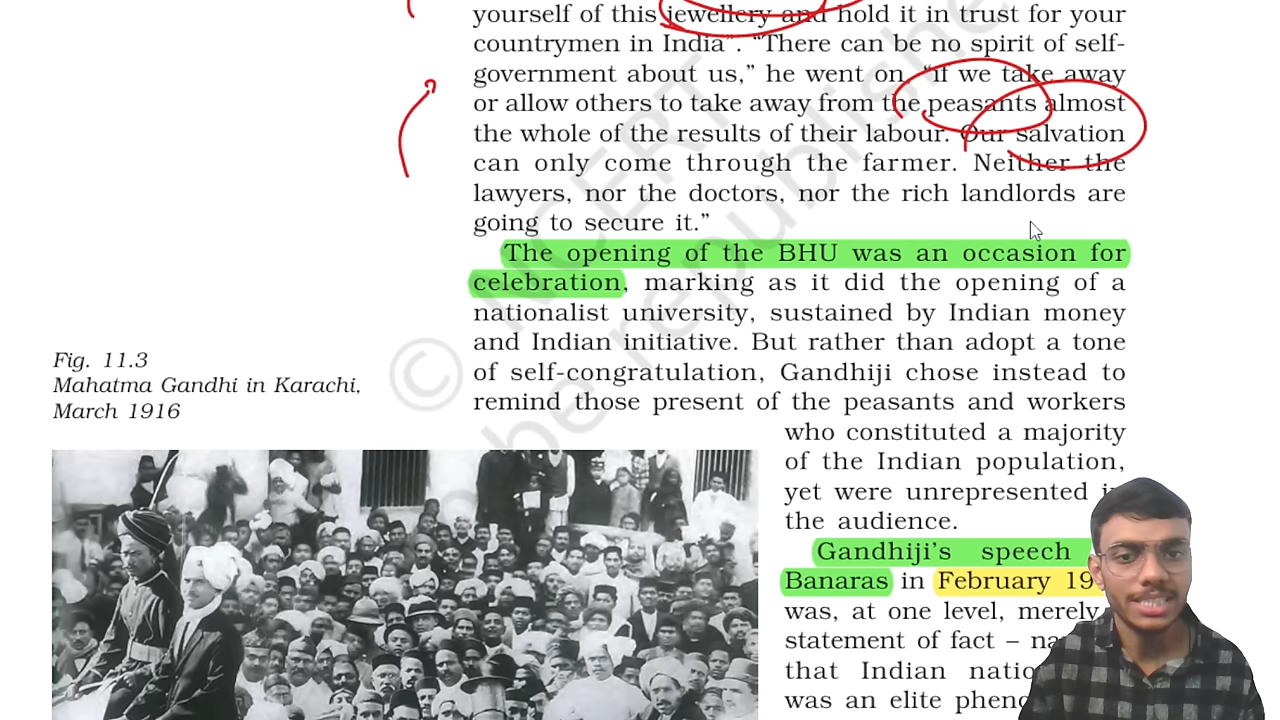 yourself of this jewellery and hold it in trust for your
countrymen in India”. “There can be no spirit of self-
government about us,” he went on, “if we take away
or allow others to take away from the peasants almost
the whole of the results of their labour. Our salvation
can only come through the farmer. Neither the
lawyers, nor the doctors, nor the rich landlords are
going to secure it.”
The opening of the BHU was an occasion for
celebration, marking as it did the opening of a
nationalist university, sustained by Indian money
and Indian initiative. But rather than adopt a tone
of self-congratulation, Gandhiji chose instead to
remind those present of the peasants and workers
who constituted a majority
of the Indian population,
yet were unrepresented
the audience.
Gandhiji’s speech
Banaras in February 19
was, at one level, merely
statement of fact –
that Indian
was an elite
Fig. 11.3
Mahatma Gandhi in Karachi,
March 1916
© NCERT
be republished